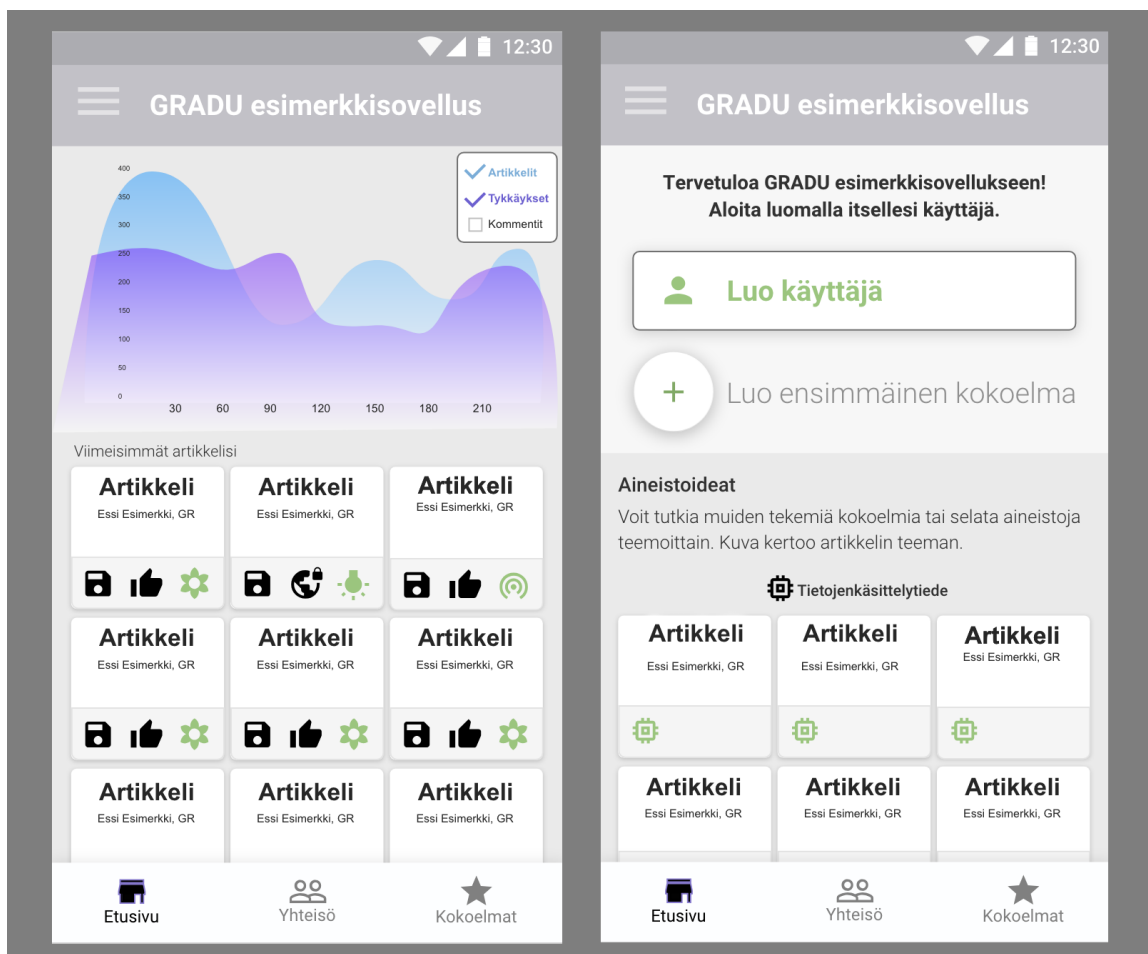 12:30
GRADU esimerkkisovellus
400
350
300
250
200
150
100
50
0
30 60 90 120 150 180 210
Artikkelit
Tykkäykset
Kommentit
Viimeisimmät artikkelisi
Artikkeli Artikkeli Artikkeli
Essi Esimerkki, GR Essi Esimerkki, GR Essi Esimerkki, GR
Artikkeli Artikkeli Artikkeli
Essi Esimerkki, GR Essi Esimerkki, GR Essi Esimerkki, GR
Artikkeli Artikkeli Artikkeli
Essi Esimerkki, GR Essi Esimerkki, GR Essi Esimerkki, GR
Etusivu Yhteisö Kokoelmat
12:30
GRADU esimerkkisovellus
Tervetuloa GRADU esimerkkisovellukseen!
Aloita luomalla itsellesi käyttäjä.
Luo käyttäjä
Luo ensimmäinen kokoelma
Aineistoideat
Voit tutkia muiden tekemiä kokoelmia tai selata aineistoja
teemoittain. Kuva kertoo artikkelin teeman.
Tietojenkäsittelytiede
Artikkeli Artikkeli Artikkeli
Essi Esimerkki, GR Essi Esimerkki, GR Essi Esimerkki, GR
Artikkeli Artikkeli Artikkeli
Essi Esimerkki, GR Essi Esimerkki, GR Essi Esimerkki, GR
Etusivu Yhteisö Kokoelmat